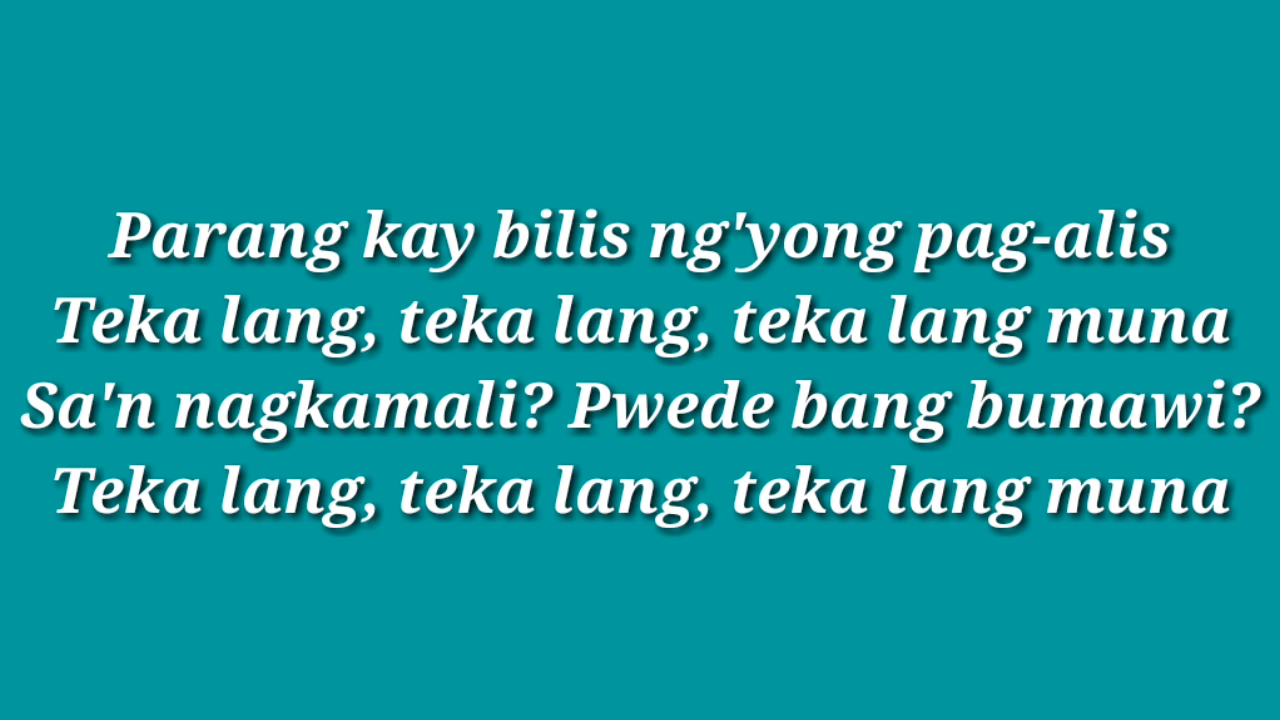 Parang kay bilis ng'yong pag-alis
Teka lang, teka lang, teka lang muna
Sa'n nagkamali? Pwede bang bumawi?
Teka lang, teka lang, teka lang muna